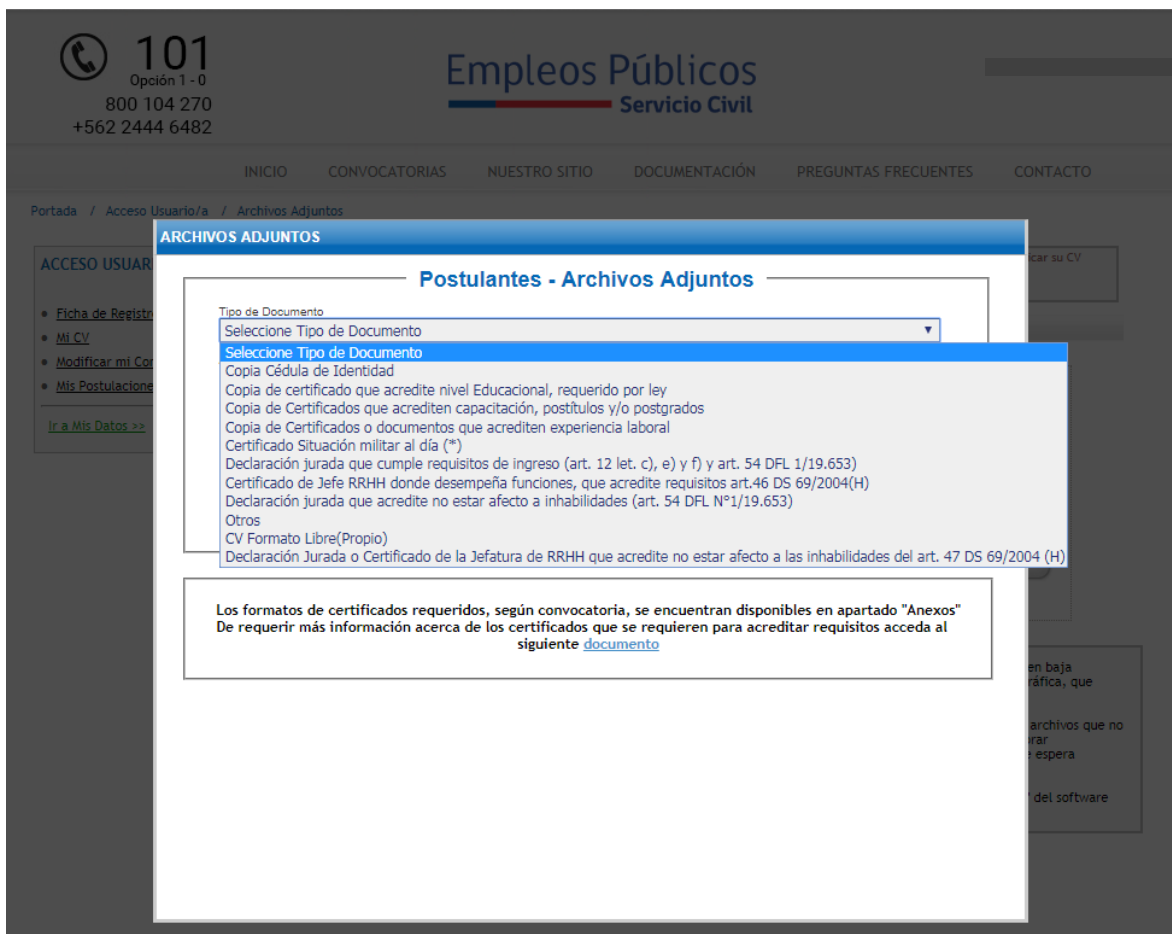 101
Opción 1 - 0
800 104 270
+562 2444 6482
Empleos Públicos
Servicio Civil
INICIO CONVOCATORIAS NUESTRO SITIO DOCUMENTACIÓN PREGUNTAS FRECUENTES CONTACTO
Portada / Acceso Usuario/a / Archivos Adjuntos
ACCESO USUAR
Ficha de Registr
Mi CV
Modificar mi Cor
Mis Postulacione
Ir a Mis Datos >>
icar su CV
ARCHIVOS ADJUNTOS
Postulantes - Archivos Adjuntos
Tipo de Documento
Seleccione Tipo de Documento
Seleccione Tipo de Documento
Copia Cédula de Identidad
Copia de certificado que acredite nivel Educacional, requerido por ley
Copia de Certificados que acrediten capacitación, postítulos y/o postgrados
Copia de Certificados o documentos que acrediten experiencia laboral
Certificado Situación militar al día (*)
Declaración jurada que cumple requisitos de ingreso (art. 12 let. c), e) y f) y art. 54 DFL 1/19.653)
Certificado de Jefe RRHH donde desempeña funciones, que acredite requisitos art.46 DS 69/2004(H)
Declaración jurada que acredite no estar afecto a inhabilidades (art. 54 DFL N°1/19.653)
Otros
CV Formato Libre(Propio)
Declaración Jurada o Certificado de la Jefatura de RRHH que acredite no estar afecto a las inhabilidades del art. 47 DS 69/2004 (H)
Los formatos de certificados requeridos, según convocatoria, se encuentran disponibles en apartado "Anexos"
De requerir más información acerca de los certificados que se requieren para acreditar requisitos acceda al
siguiente documento
en baja
ráfica, que
archivos que no
rar
e espera
del software